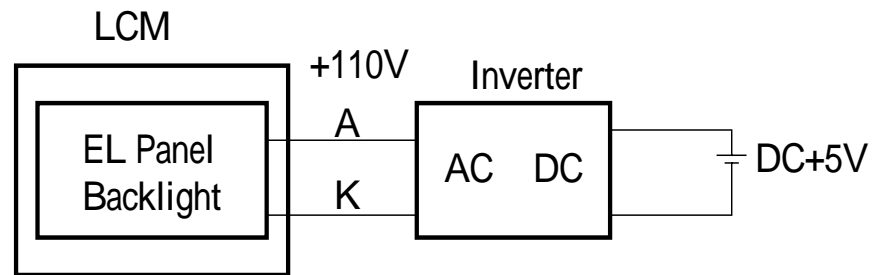 LCM
+110V
Inverter
A
EL Panel
Backlight
AC DC
DC+5V
K